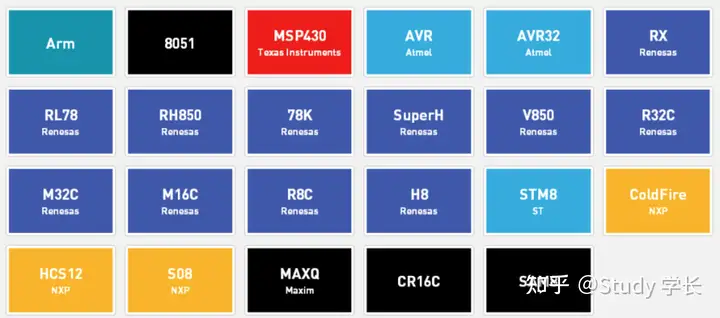 Arm
8051
MSP430
Texas Instruments
AVR
Atmel
AVR32
Atmel
RX
Renesas
RL78
Renesas
RH850
Renesas
78K
Renesas
SuperH
Renesas
V850
Renesas
R32C
Renesas
M32C
Renesas
M16C
Renesas
R8C
Renesas
H8
Renesas
STM8
ST
ColdFire
NXP
HCS12
NXP
S08
NXP
MAXQ
Maxim
CR16C
知乎 @Study 学长